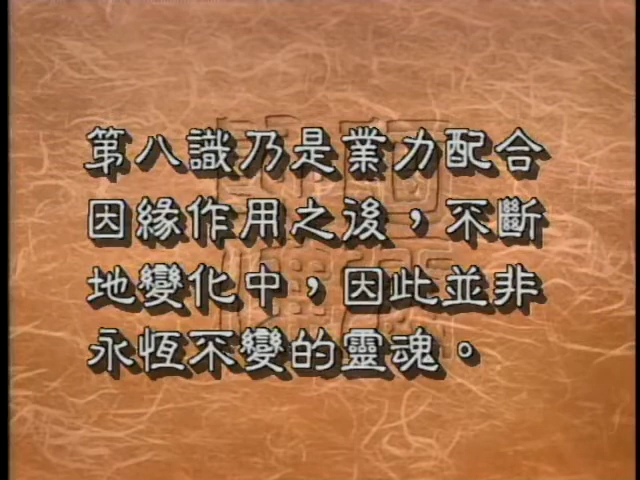 第八識乃是業力配合
因緣作用之後，不斷
地變化中，因此並非
永恆不變的靈魂。